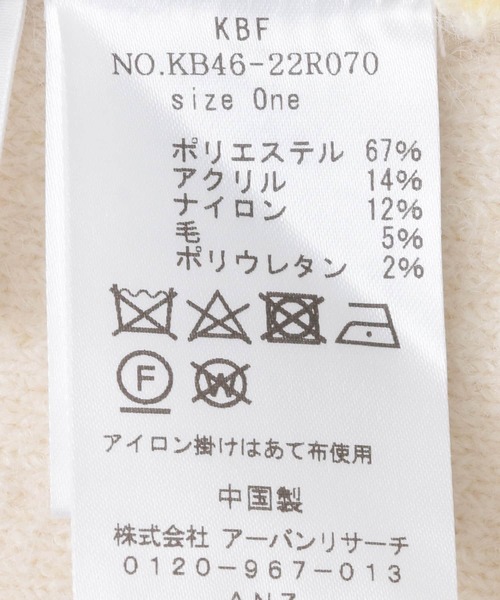 KBF
NO.KB46-22R070
size One
ポリエステル 67%
アクリル 14%
ナイロン 12%
毛 5%
ポリウレタン 2%
F W
アイロン掛けはあて布使用
中国製
株式会社 アーバンリサーチ
0120-967-013
ANZ